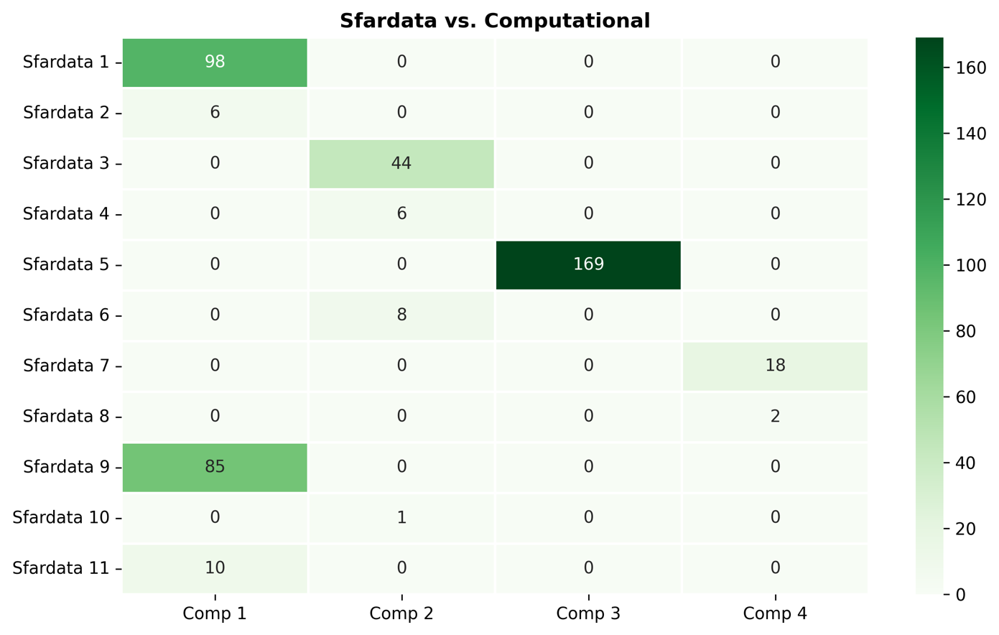 Sfardata vs. Computational
Sfardata 1 98 0 0 0
Sfardata 2 6 0 0 0
Sfardata 3 0 44 0 0
Sfardata 4 0 6 0 0
Sfardata 5 0 0 169 0
Sfardata 6 0 8 0 0
Sfardata 7 0 0 0 18
Sfardata 8 0 0 0 2
Sfardata 9 85 0 0 0
Sfardata 10 0 1 0 0
Sfardata 11 10 0 0 0
Comp 1 Comp 2 Comp 3 Comp 4
160
140
120
100
80
60
40
20
0